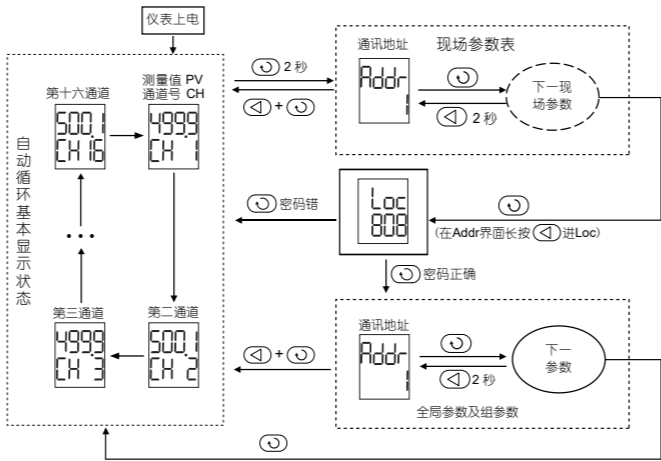 仪表上电
自动循环基本显示状态
第十六通道
500.1
CH16
测量值 PV
通道号 CH
499.9
CH 1
...
第三通道
499.9
CH 3
第二通道
500.1
CH 2
2 秒
+
通讯地址
现场参数表
Addr
1
2 秒
下一现
场参数
密码错
Loc
808
(在Addr界面长按 进Loc)
密码正确
+
通讯地址
Addr
1
2 秒
下一
参数
全局参数及组参数